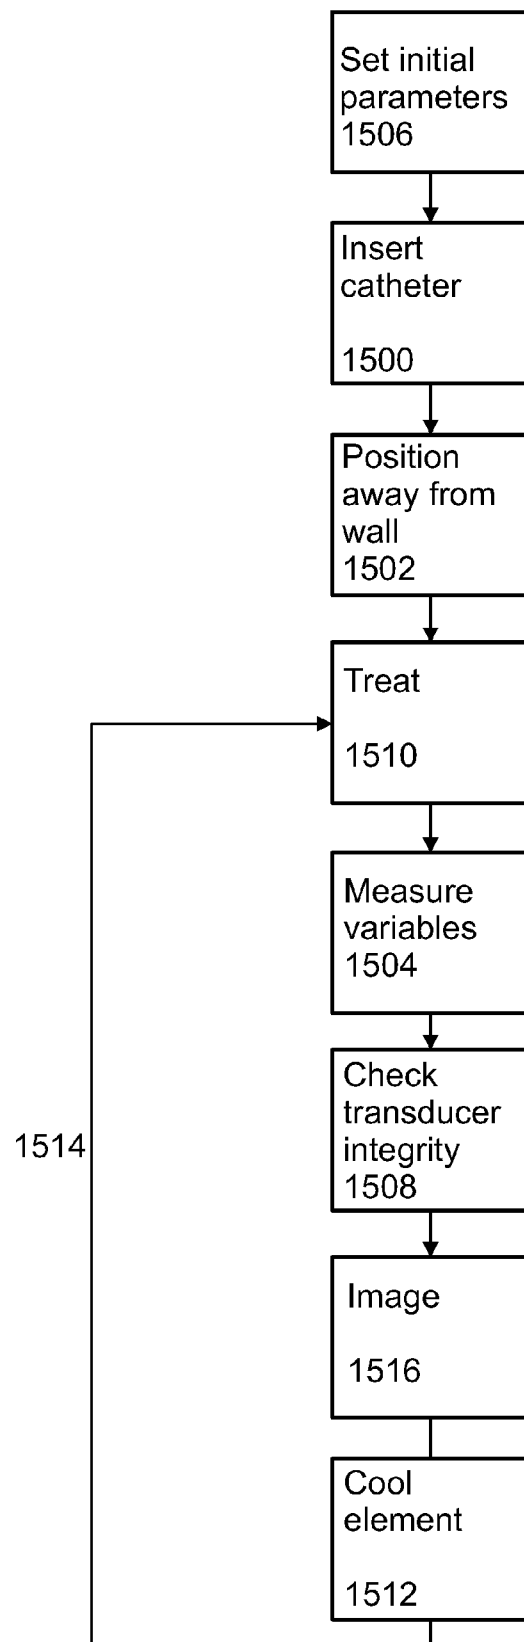 Set initial
parameters
1506
Insert
catheter
1500
Position
away from
wall
1502
Treat
1510
Measure
variables
1504
Check
transducer
integrity
1508
1514
Image
1516
Cool
element
1512